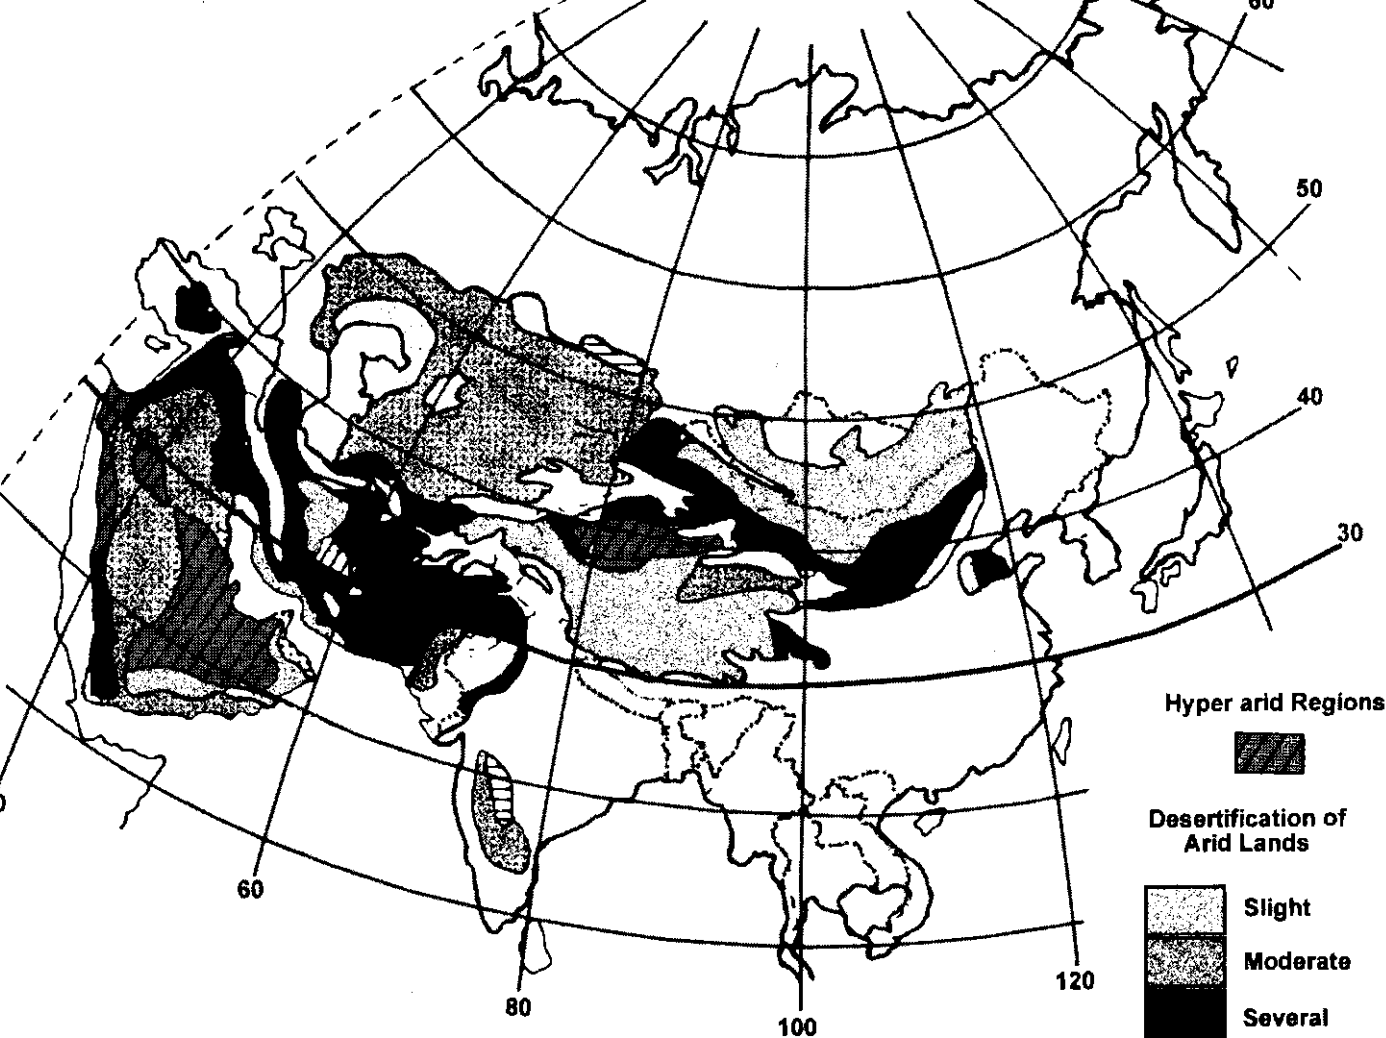 60
50
40
30
Hyper arid Regions
Desertification of
Arid Lands
Slight
Moderate
Several
60
80
100
120